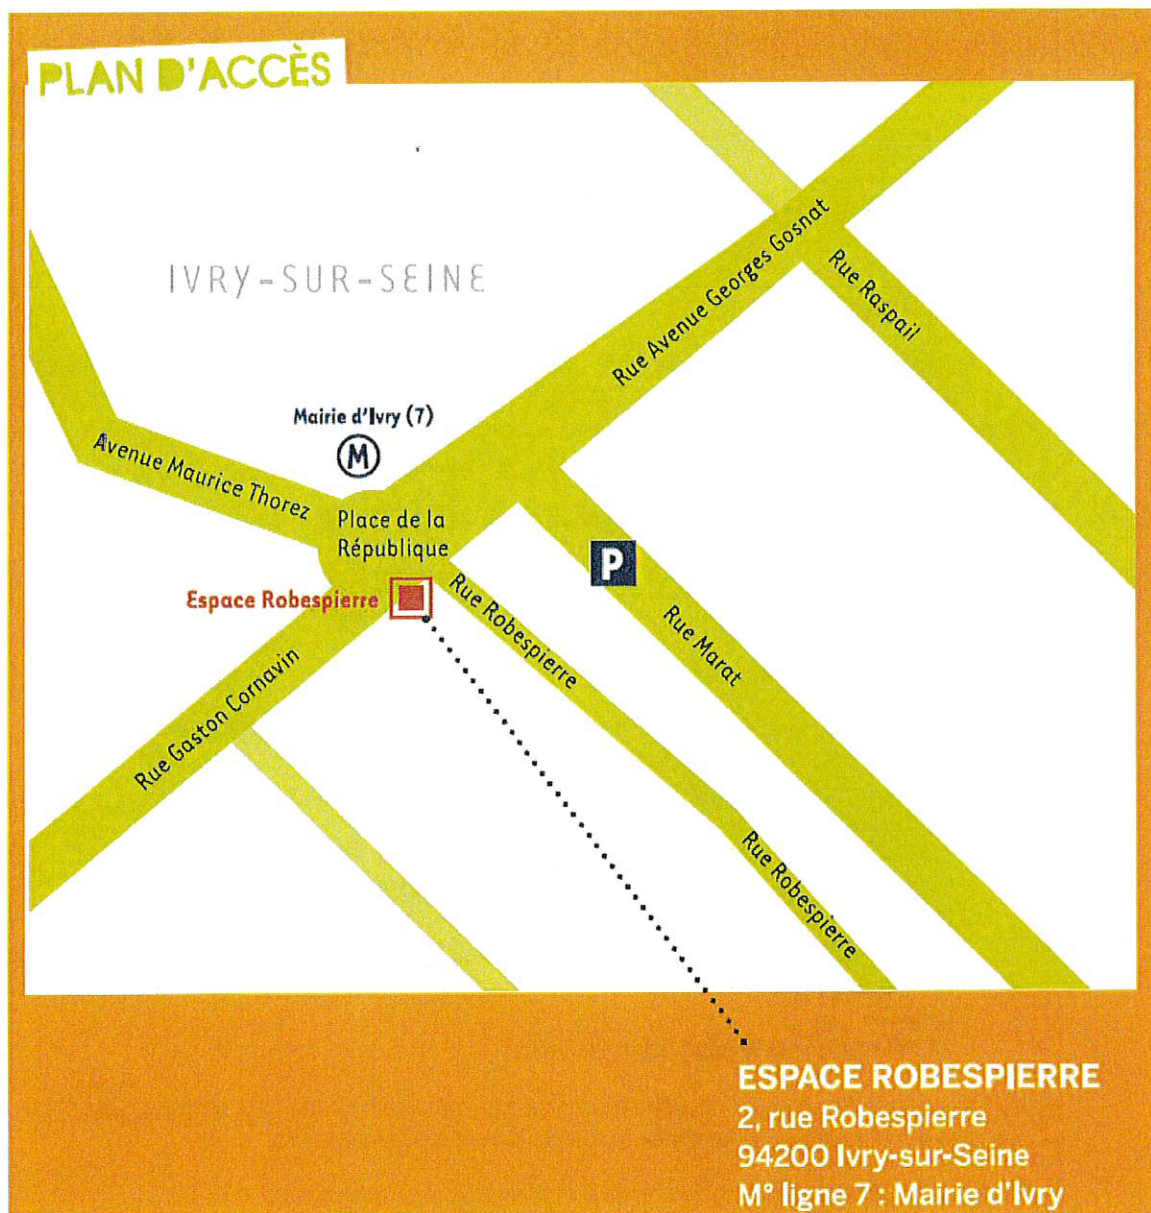 PLAN D'ACCÈS
IVRY-SUR-SEINE
Rue Avenue Georges Gosnat
Rue Raspail
Mairie d'Ivry (7)
M
Avenue Maurice Thorez
Place de la
République
P
Espace Robespierre
Rue Robespierre
Rue Marat
Rue Gaston Cornavin
Rue Robespierre
ESPACE ROBESPIERRE
2, rue Robespierre
94200 Ivry-sur-Seine
M° ligne 7 : Mairie d'Ivry